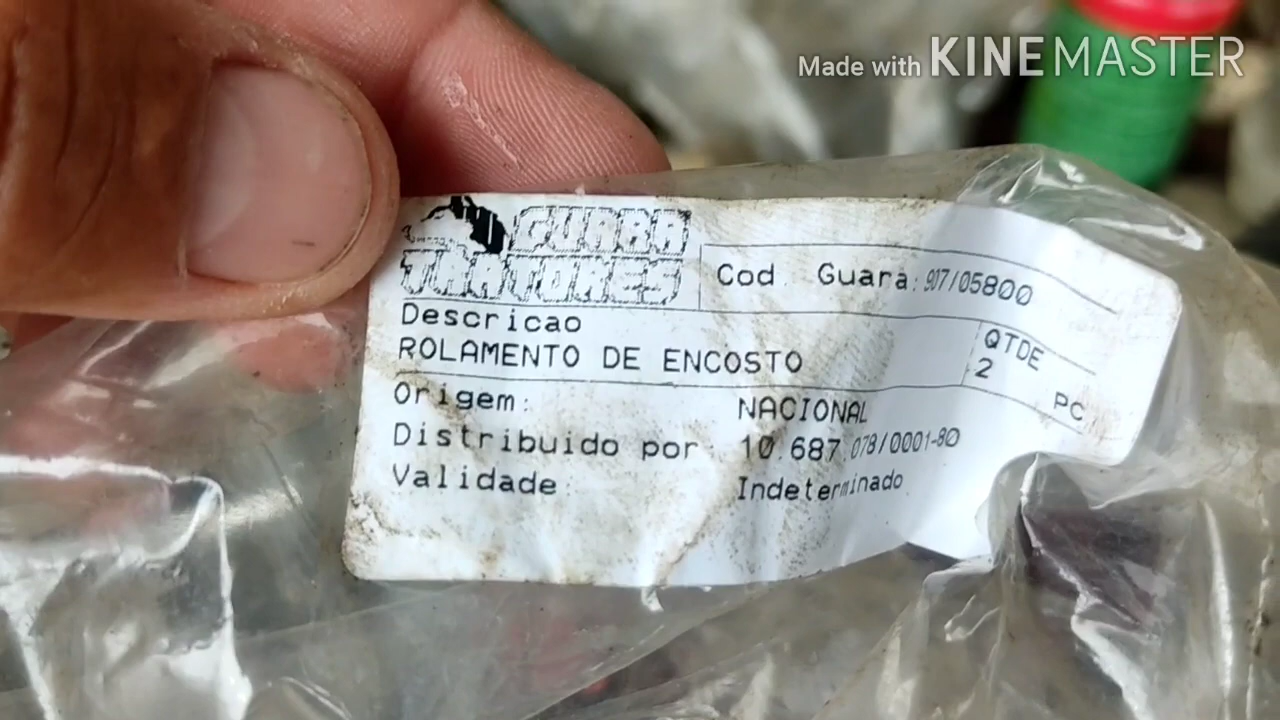 Made with KINEMASTER
GUARA
TRATORES
Cod. Guara: 907/05800
Descricao
ROLAMENTO DE ENCOSTO
QTDE
2 PC
Origem: NACIONAL
Distribuido por: 10.687.078/0001-80
Validade: Indeterminado